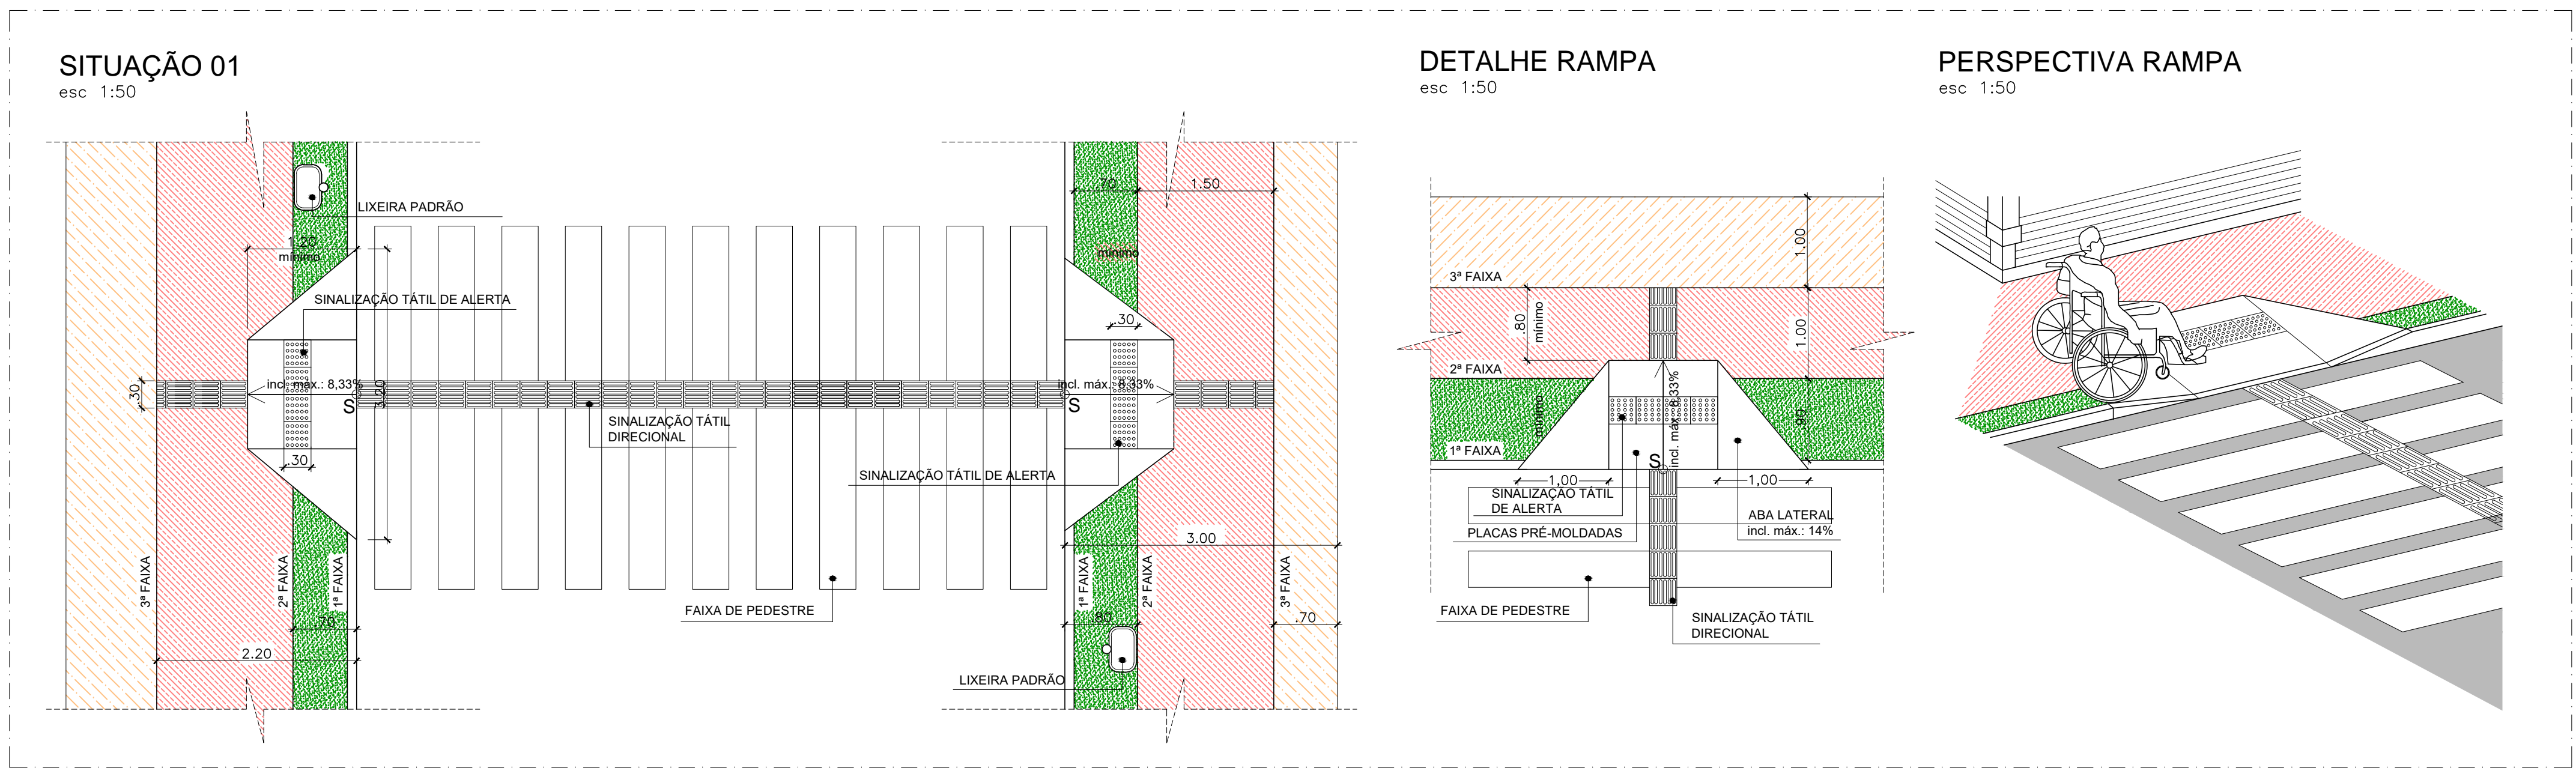 SITUAÇÃO 01
esc 1:50
LIXEIRA PADRÃO
1.20
mínimo
SINALIZAÇÃO TÁTIL DE ALERTA
.30
incl. máx.: 8,33%
S
3.20
.30
SINALIZAÇÃO TÁTIL
DIRECIONAL
SINALIZAÇÃO TÁTIL DE ALERTA
FAIXA DE PEDESTRE
3ª FAIXA
2ª FAIXA
1ª FAIXA
.70
2.20
.70
1.50
mínimo
.30
incl. máx.: 8,33%
S
3.00
1ª FAIXA
2ª FAIXA
3ª FAIXA
.80
.70
LIXEIRA PADRÃO
DETALHE RAMPA
esc 1:50
1.00
3ª FAIXA
.80
mínimo
1.00
2ª FAIXA
mínimo
incl. máx.: 8,33%
.90
1ª FAIXA
S
1,00
1,00
SINALIZAÇÃO TÁTIL
DE ALERTA
PLACAS PRÉ-MOLDADAS
ABA LATERAL
incl. máx.: 14%
FAIXA DE PEDESTRE
SINALIZAÇÃO TÁTIL
DIRECIONAL
PERSPECTIVA RAMPA
esc 1:50